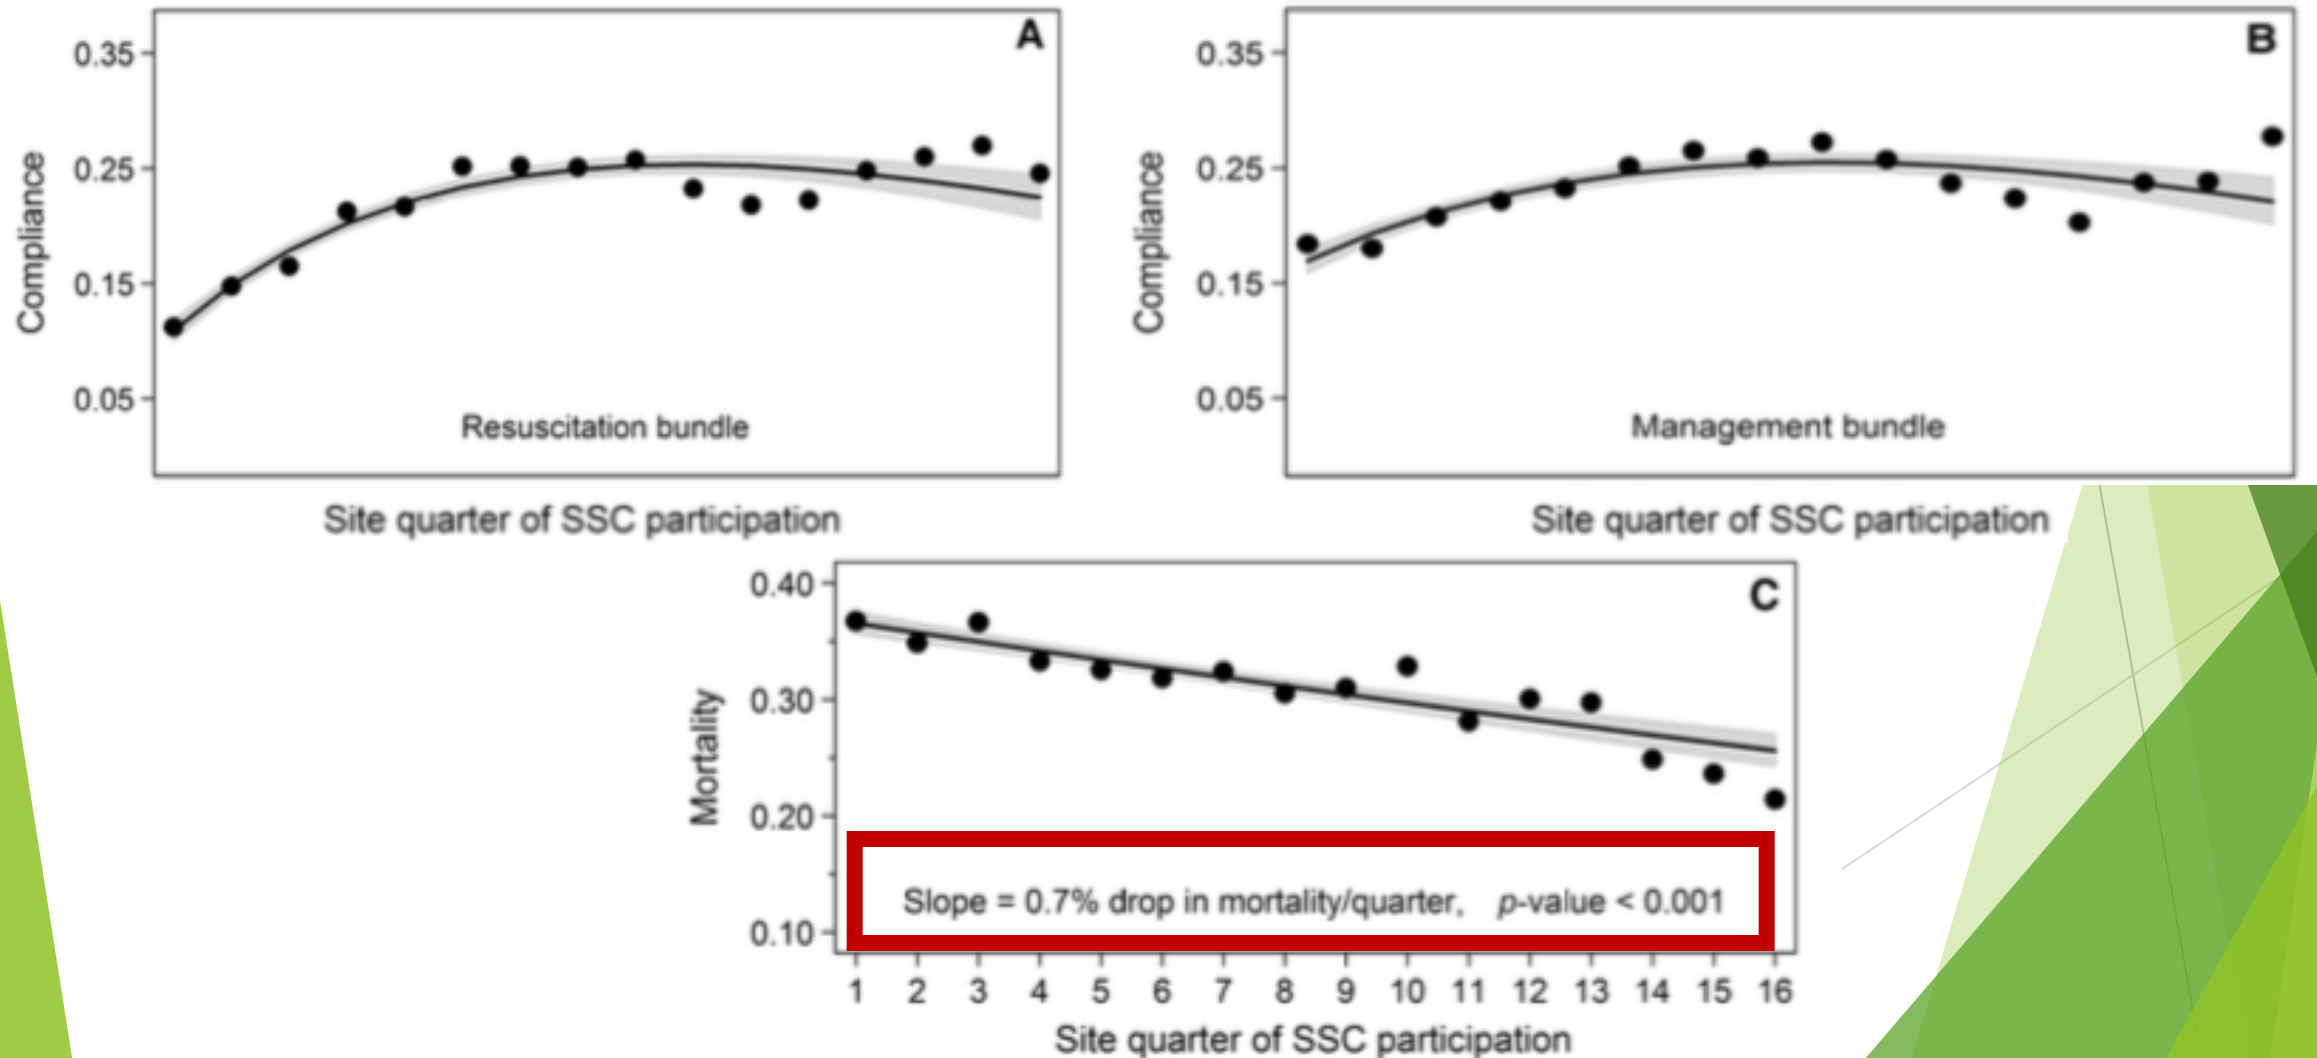 A
0.35
0.25
0.15
0.05
Compliance
Resuscitation bundle
Site quarter of SSC participation
B
0.35
0.25
0.15
0.05
Compliance
Management bundle
Site quarter of SSC participation
C
0.40
0.30
0.20
0.10
Mortality
Slope = 0.7% drop in mortality/quarter, p-value < 0.001
1 2 3 4 5 6 7 8 9 10 11 12 13 14 15 16
Site quarter of SSC participation